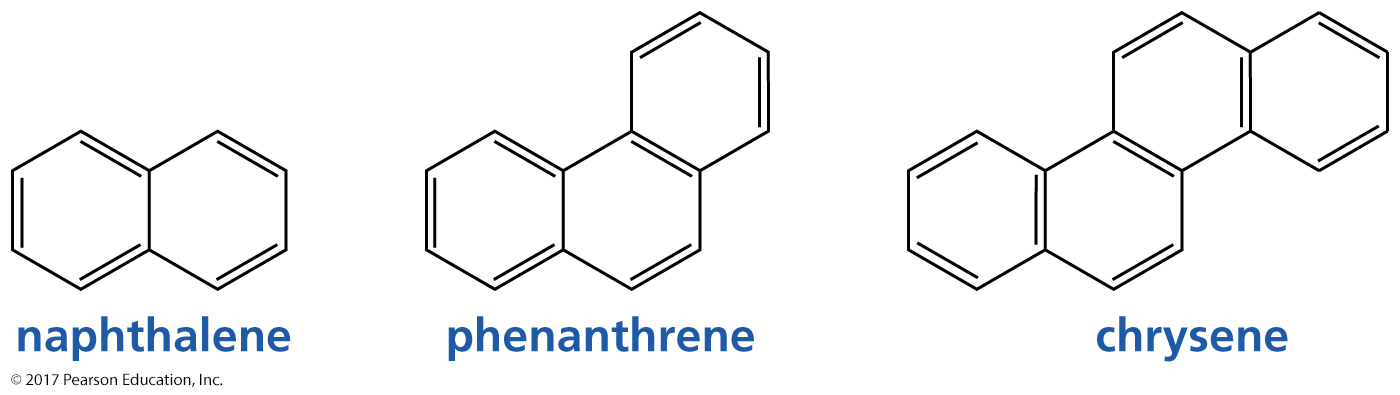 naphthalene
phenanthrene
chrysene
© 2017 Pearson Education, Inc.